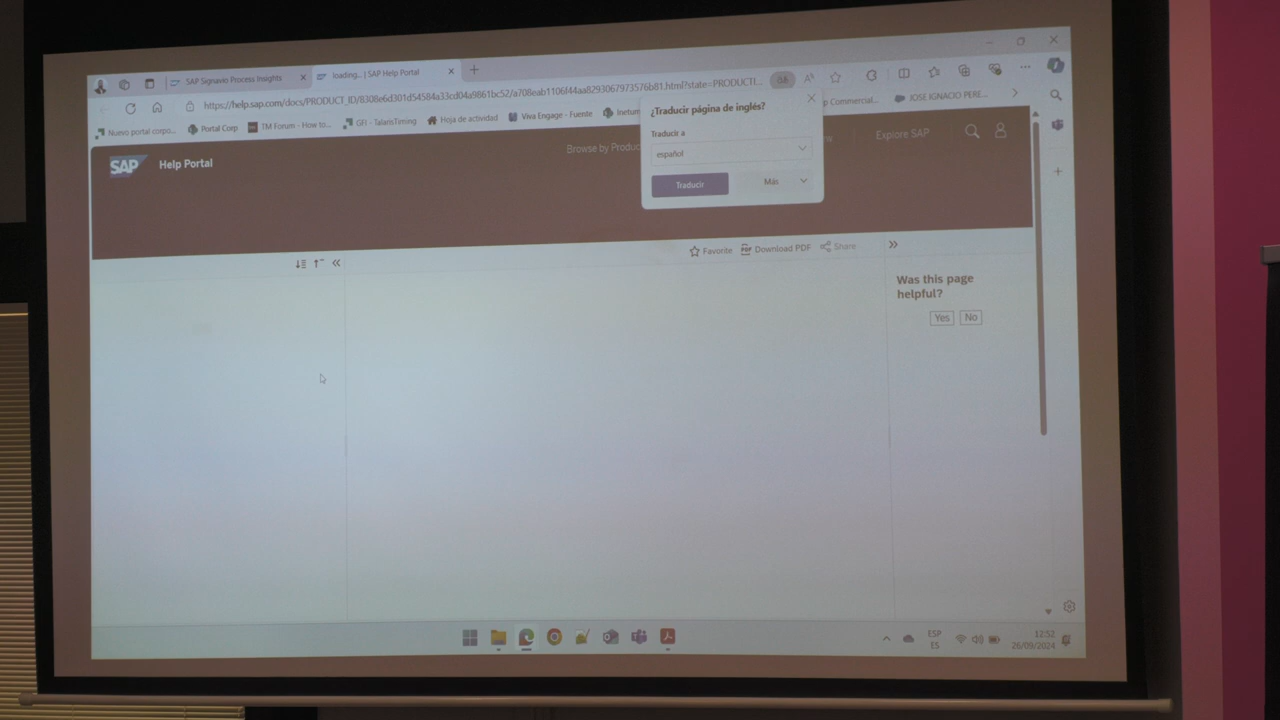 SAP Signavio Process Insights
loading... | SAP Help Portal
https://help.sap.com/docs/PRODUCT_ID/8308e6d301d54584a33cd04a9861bc52/a708eab1106f44aa8293067973576b81.html?state=PRODUCTI...
Nuevo portal corpo...
Portal Corp
TM Forum - How to...
GFI - TalansTiming
Hoja de actividad
Viva Engage - Fuente
Inetum
p Commercial...
JOSE IGNACIO PERE...
¿Traducir página de inglés?
Traducir a
español
Traducir
Más
SAP
Help Portal
Browse by Produc
Explore SAP
Favorite
PDF
Download PDF
Share
Was this page
helpful?
Yes
No
ESP
ES
12:52
26/09/2024